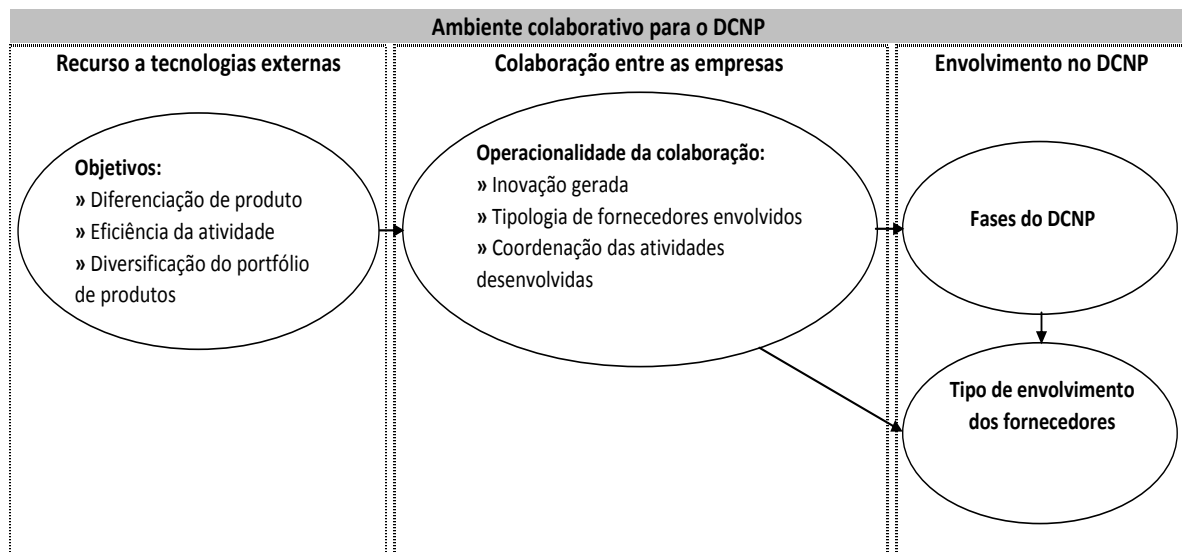 Ambiente colaborativo para o DCNP
Recurso a tecnologias externas
Objetivos:
» Diferenciação de produto
» Eficiência da atividade
» Diversificação do portfólio
de produtos
Colaboração entre as empresas
Operacionalidade da colaboração:
» Inovação gerada
» Tipologia de fornecedores envolvidos
» Coordenação das atividades
desenvolvidas
Envolvimento no DCNP
Fases do DCNP
Tipo de envolvimento
dos fornecedores